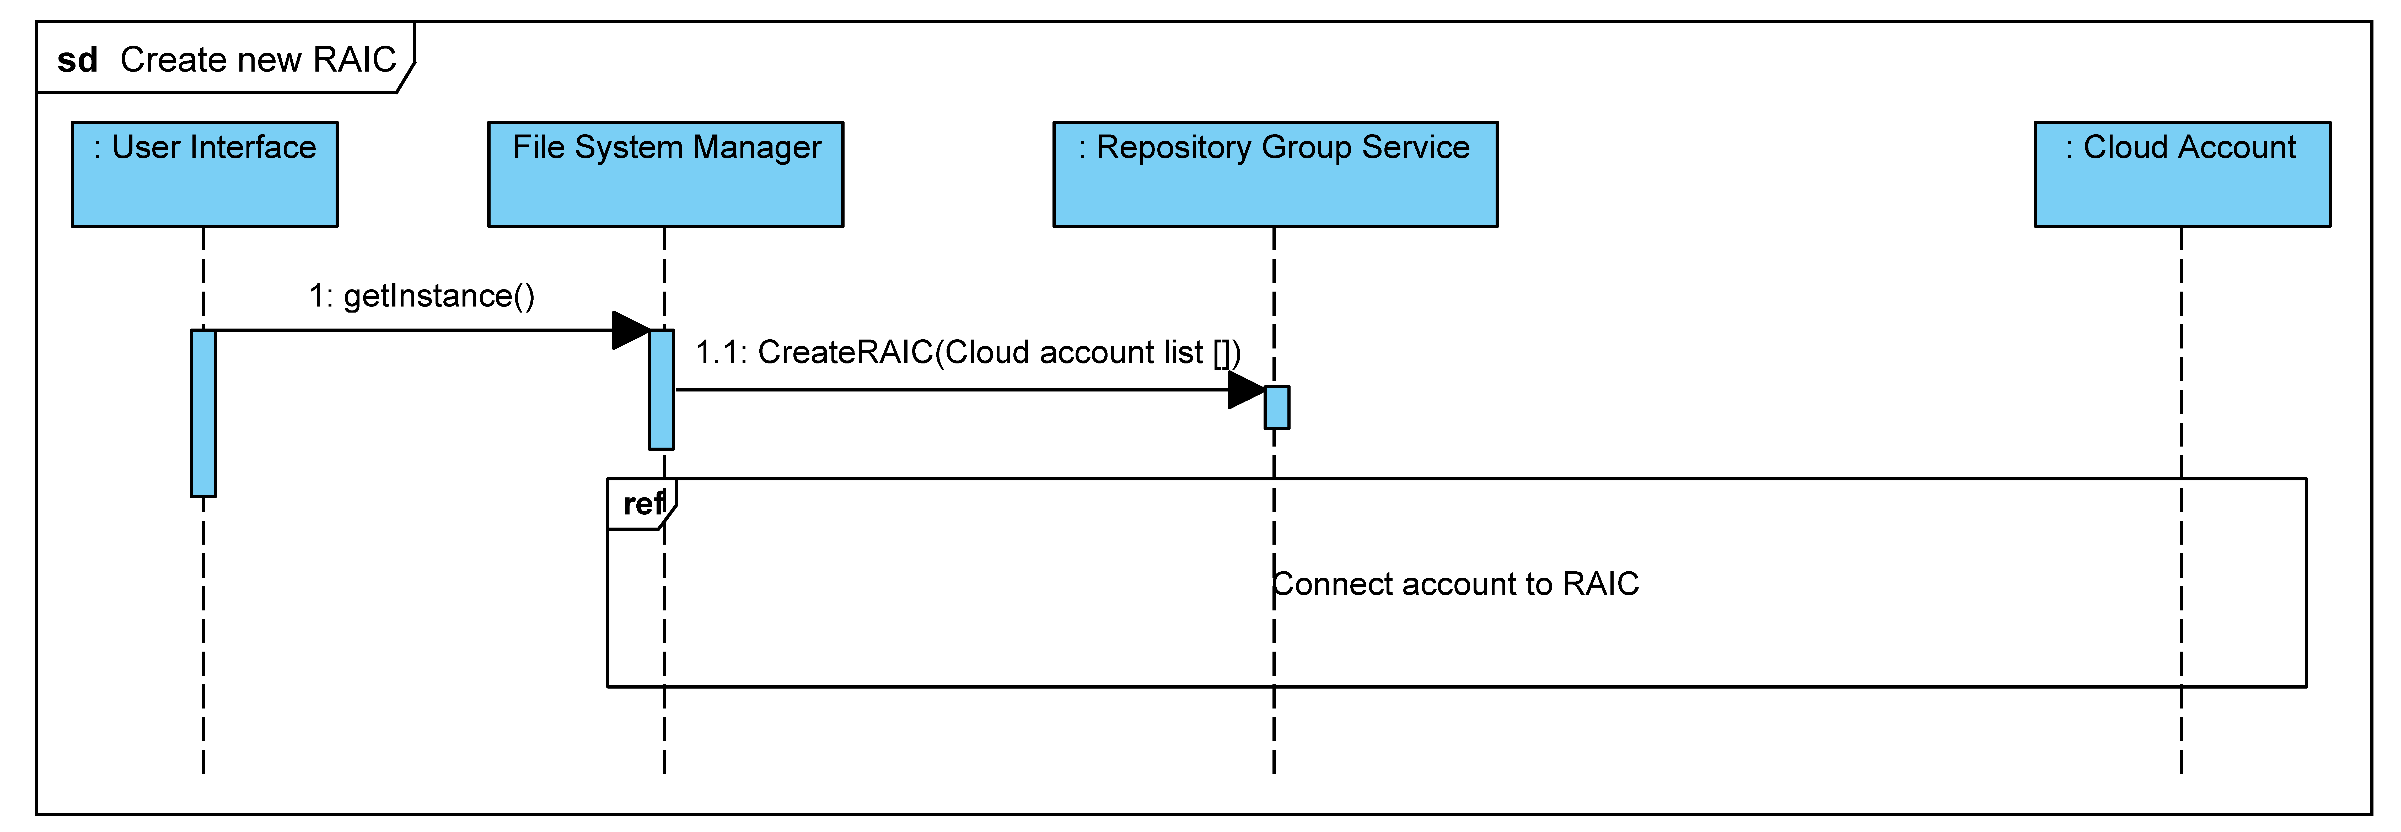 sd Create new RAIC
: User Interface
File System Manager
: Repository Group Service
: Cloud Account
1: getInstance()
1.1: CreateRAIC(Cloud account list [])
ref
Connect account to RAIC